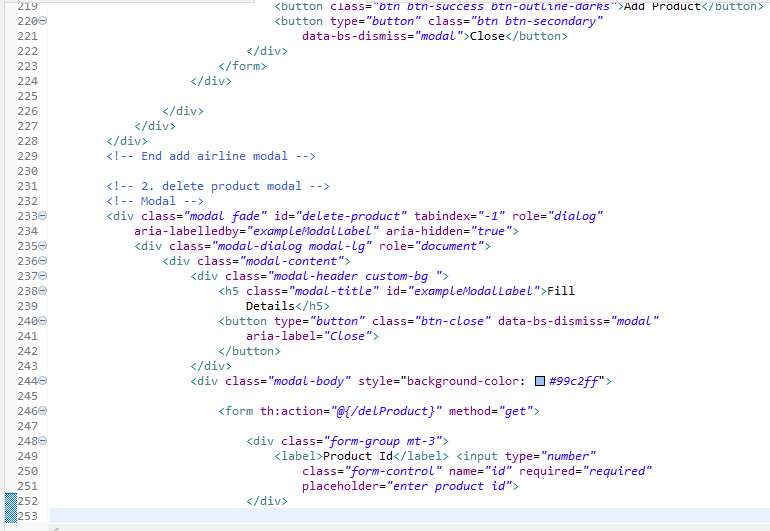 219 <button class="btn btn-success btn-outline-darks">Add Product</button>
220 <button type="button" class="btn btn-secondary"
221 data-bs-dismiss="modal">Close</button>
222 </div>
223 </form>
224 </div>
225
226 </div>
227 </div>
228 </div>
229 <!-- End add airline modal -->
230
231 <!-- 2. delete product modal -->
232 <!-- Modal -->
233 <div class="modal fade" id="delete-product" tabindex="-1" role="dialog"
234 aria-labelledby="exampleModalLabel" aria-hidden="true">
235 <div class="modal-dialog modal-lg" role="document">
236 <div class="modal-content">
237 <div class="modal-header custom-bg ">
238 <h5 class="modal-title" id="exampleModalLabel">Fill
239 Details</h5>
240 <button type="button" class="btn-close" data-bs-dismiss="modal"
241 aria-label="Close">
242 </button>
243 </div>
244 <div class="modal-body" style="background-color: #99c2ff">
245
246 <form th:action="@{/delProduct}" method="get">
247
248 <div class="form-group mt-3">
249 <label>Product Id</label> <input type="number"
250 class="form-control" name="id" required="required"
251 placeholder="enter product id">
252 </div>
253